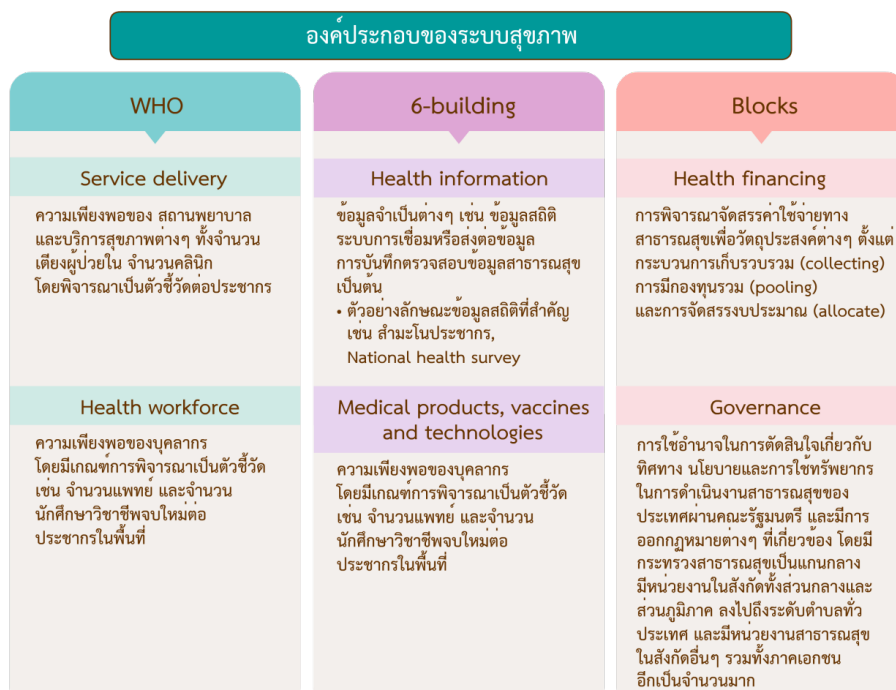 องค์ประกอบของระบบสุขภาพ
WHO
Service delivery
ความเพียงพอของ สถานพยาบาล
และบริการสุขภาพต่างๆ ทั้งจำนวน
เตียงผู้ป่วยใน จำนวนคลินิก
โดยพิจารณาเป็นตัวชี้วัดต่อประชากร
Health workforce
ความเพียงพอของบุคลากร
โดยมีเกณฑ์การพิจารณาเป็นตัวชี้วัด
เช่น จำนวนแพทย์ และจำนวน
นักศึกษาวิชาชีพจบใหม่ต่อ
ประชากรในพื้นที่
6-building
Health information
ข้อมูลจำเป็นต่างๆ เช่น ข้อมูลสถิติ
ระบบการเชื่อมหรือส่งต่อข้อมูล
การบันทึกตรวจสอบข้อมูลสาธารณสุข
เป็นต้น
• ตัวอย่างลักษณะข้อมูลสถิติที่สำคัญ
เช่น สำมะโนประชากร,
National health survey
Medical products, vaccines
and technologies
ความเพียงพอของบุคลากร
โดยมีเกณฑ์การพิจารณาเป็นตัวชี้วัด
เช่น จำนวนแพทย์ และจำนวน
นักศึกษาวิชาชีพจบใหม่ต่อ
ประชากรในพื้นที่
Blocks
Health financing
การพิจารณาจัดสรรค่าใช้จ่ายทาง
สาธารณสุขเพื่อวัตถุประสงค์ต่างๆ ตั้งแต่
กระบวนการเก็บรวบรวม (collecting)
การมีกองทุนรวม (pooling)
และการจัดสรรงบประมาณ (allocate)
Governance
การใช้อำนาจในการตัดสินใจเกี่ยวกับ
ทิศทาง นโยบายและการใช้ทรัพยากร
ในการดำเนินงานสาธารณสุขของ
ประเทศผ่านคณะรัฐมนตรี และมีการ
ออกกฏหมายต่างๆ ที่เกี่ยวข้อง โดยมี
กระทรวงสาธารณสุขเป็นแกนกลาง
มีหน่วยงานในสังกัดทั้งส่วนกลางและ
ส่วนภูมิภาค ลงไปถึงระดับตำบลทั่ว
ประเทศ และมีหน่วยงานสาธารณสุข
ในสังกัดอื่นๆ รวมทั้งภาคเอกชน
อีกเป็นจำนวนมาก